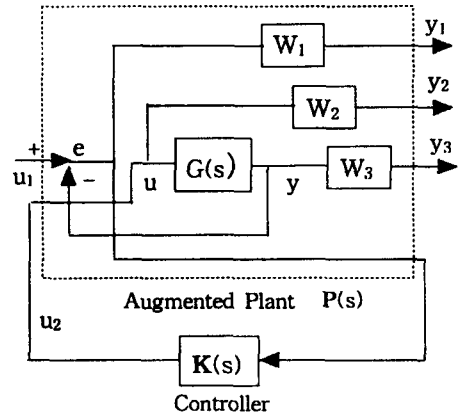 W₁
y₁
W₂
y₂
+
e
u₁
−
u
G(s)
y
W₃
y₃
Augmented Plant P(s)
u₂
K(s)
Controller